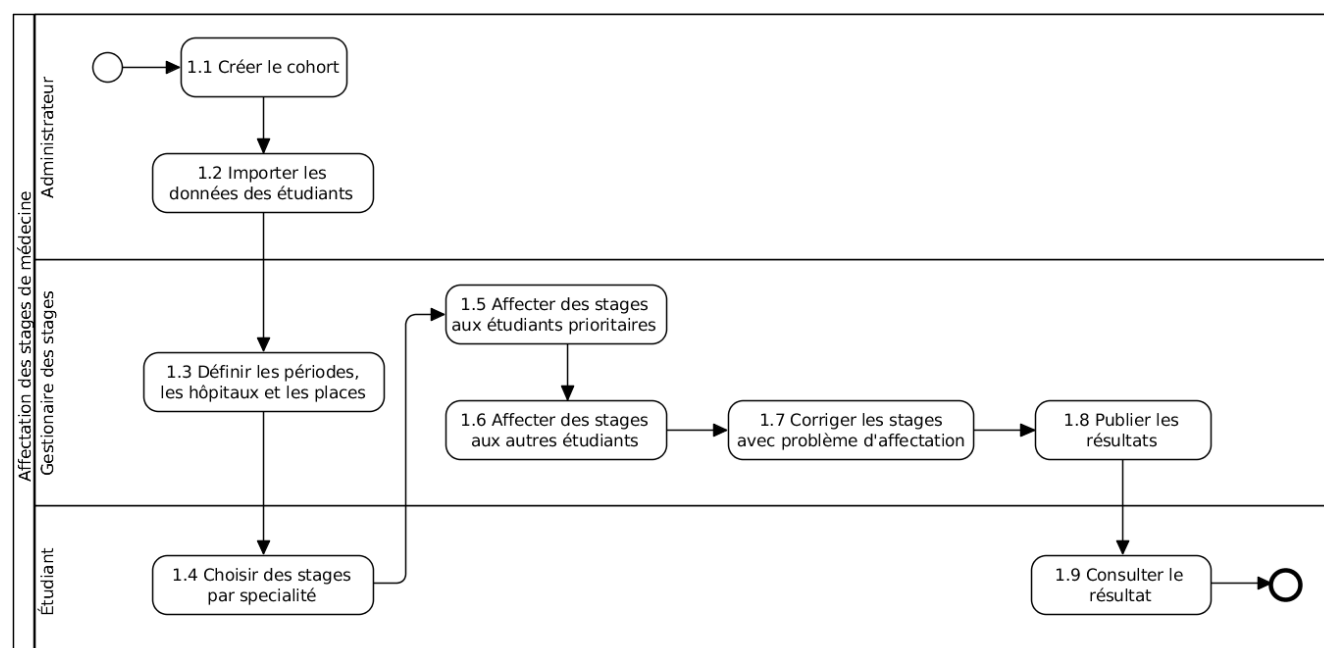 Affectation des stages de médecine
Administrateur
1.1 Créer le cohort
1.2 Importer les
données des étudiants
Gestionaire des stages
1.3 Définir les périodes,
les hôpitaux et les places
1.5 Affecter des stages
aux étudiants prioritaires
1.6 Affecter des stages
aux autres étudiants
1.7 Corriger les stages
avec problème d'affectation
1.8 Publier les
résultats
Étudiant
1.4 Choisir des stages
par specialité
1.9 Consulter le
résultat